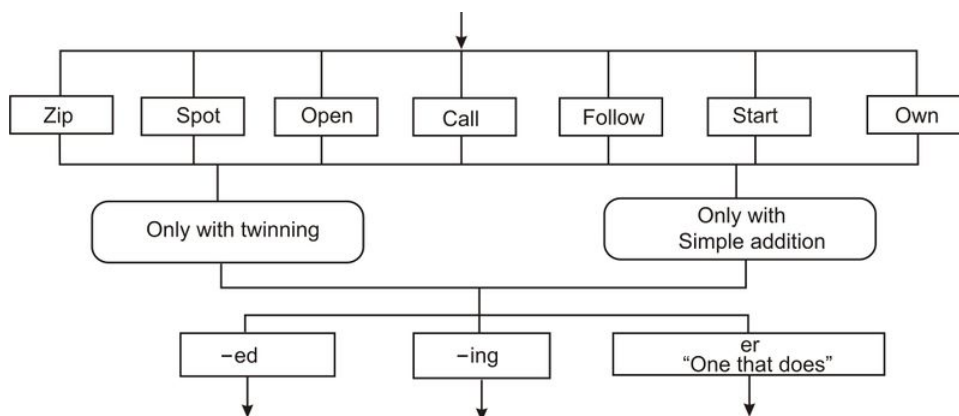 Zip
Spot
Open
Call
Follow
Start
Own
Only with twinning
Only with
Simple addition
−ed
-ing
er
“One that does”